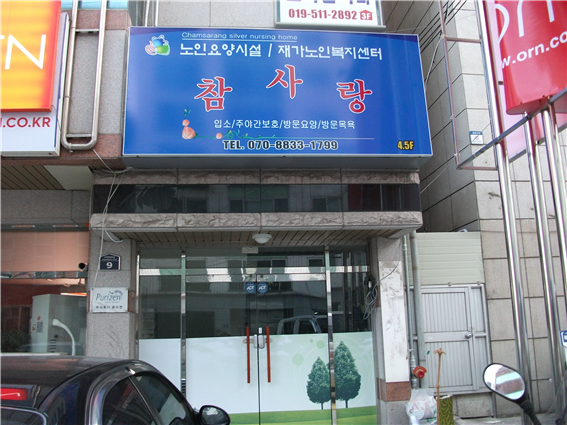 019-511-2892 3F
Chamsarang silver nursing home
노인요양시설 / 재가노인복지센터
참사랑
입소/주야간보호/방문요양/방문목욕
TEL. 070-8833-1799
4.5F
N
.CO.KR
orn
www.orn.c
9
Purizen